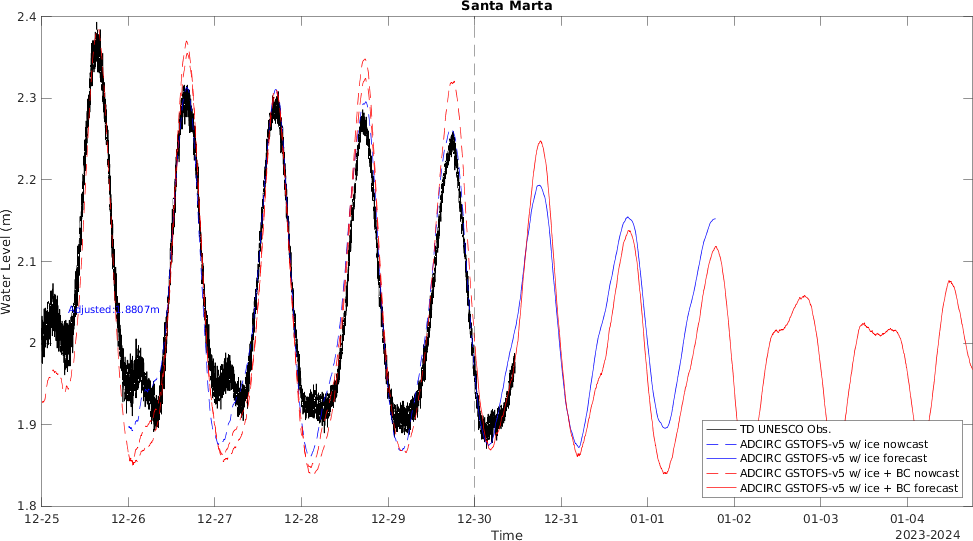 Santa Marta
2.4
2.3
2.2
2.1
2
1.9
1.8
Water Level (m)
Adjusted: .8807m
12-25
12-26
12-27
12-28
12-29
12-30
12-31
01-01
01-02
01-03
01-04
Time
2023-2024
TD UNESCO Obs.
ADCIRC GSTOFS-v5 w/ ice nowcast
ADCIRC GSTOFS-v5 w/ ice forecast
ADCIRC GSTOFS-v5 w/ ice + BC nowcast
ADCIRC GSTOFS-v5 w/ ice + BC forecast